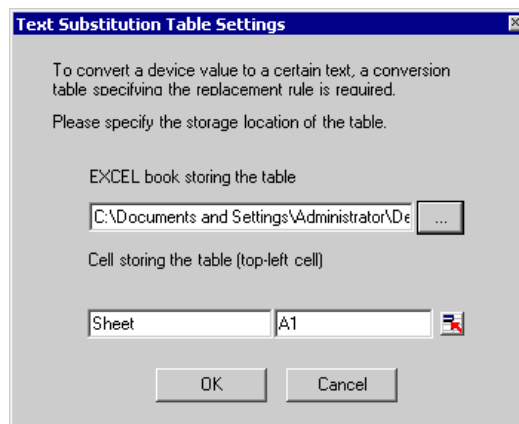 Text Substitution Table Settings
To convert a device value to a certain text, a conversion
table specifying the replacement rule is required.
Please specify the storage location of the table.
EXCEL book storing the table
C:\Documents and Settings\Administrator\De ...
Cell storing the table (top-left cell)
Sheet A1
OK Cancel